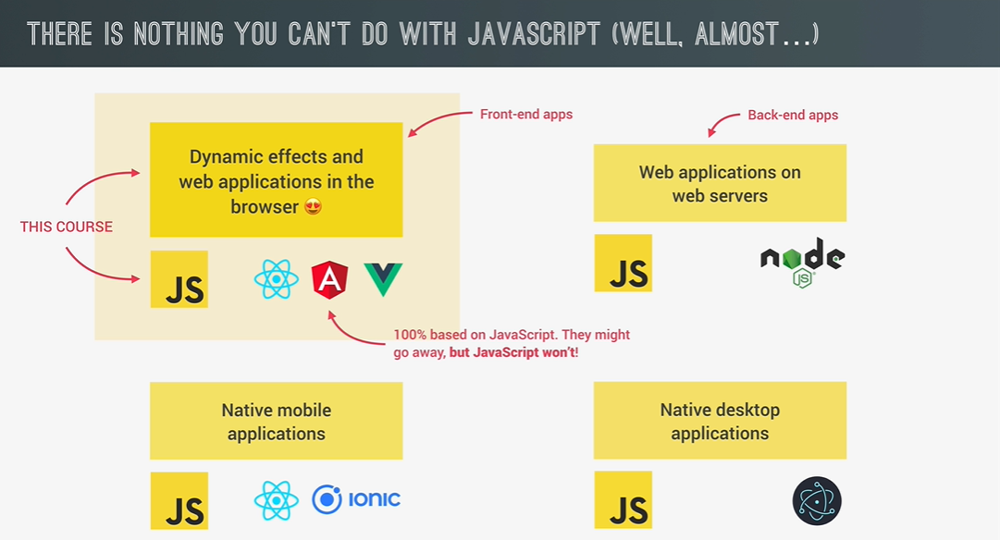 THERE IS NOTHING YOU CAN'T DO WITH JAVASCRIPT (WELL, ALMOST...)
Front-end apps
Dynamic effects and
web applications in the
browser 😍
THIS COURSE
JS
A
100% based on JavaScript. They might
go away, but JavaScript won't!
Back-end apps
Web applications on
web servers
JS
node
JS
Native mobile
applications
JS
IONIC
Native desktop
applications
JS